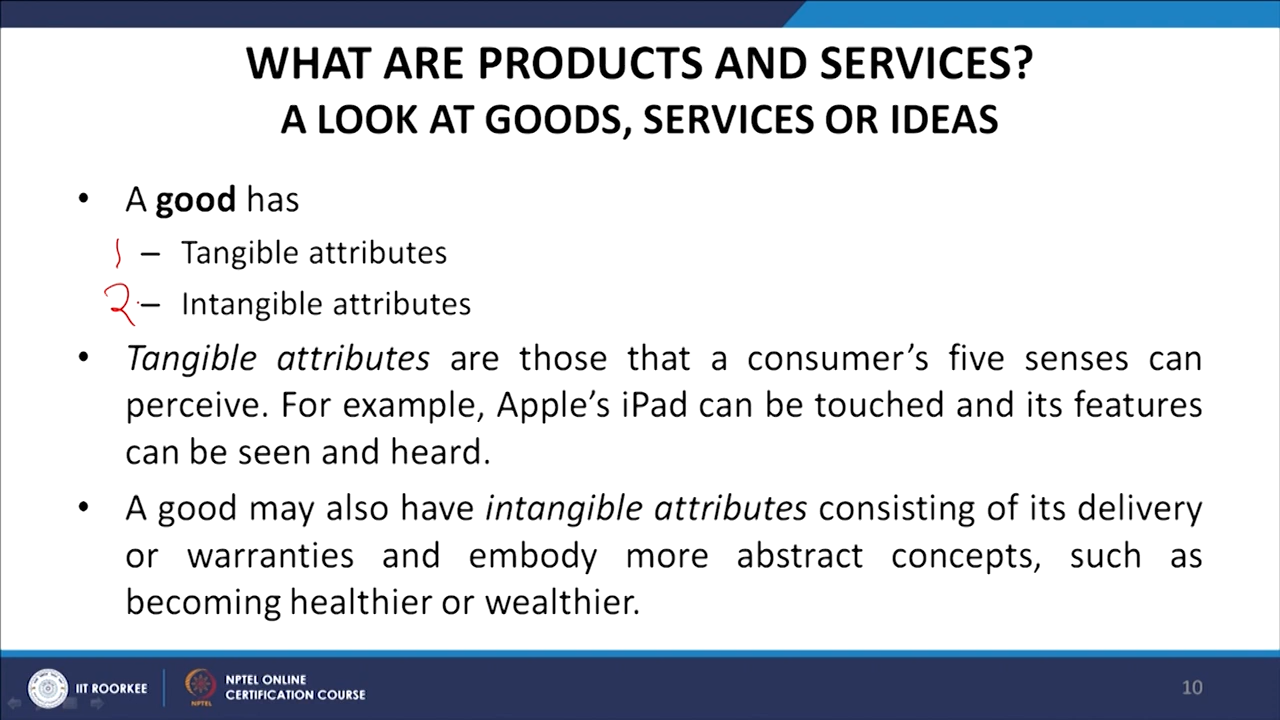 WHAT ARE PRODUCTS AND SERVICES?
A LOOK AT GOODS, SERVICES OR IDEAS
• A good has
1 – Tangible attributes
2 – Intangible attributes
• Tangible attributes are those that a consumer’s five senses can
perceive. For example, Apple’s iPad can be touched and its features
can be seen and heard.
• A good may also have intangible attributes consisting of its delivery
or warranties and embody more abstract concepts, such as
becoming healthier or wealthier.
IIT ROORKEE
NPTEL
NPTEL ONLINE
CERTIFICATION COURSE
10